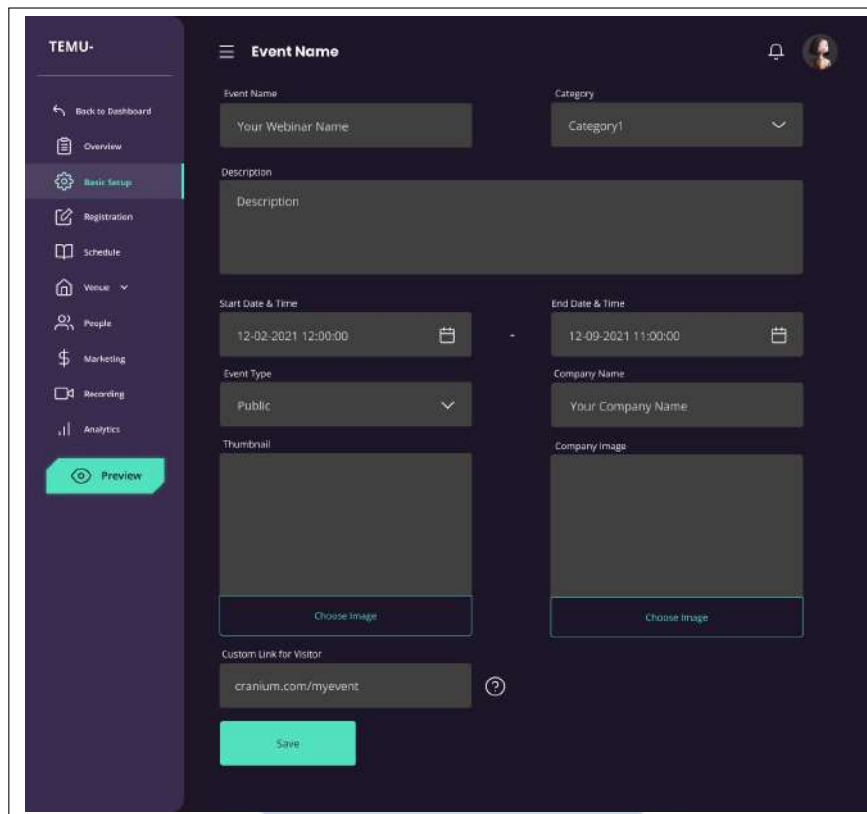 TEMU-
Event Name
Back to Dashboard
Overview
Basic Setup
Registration
Schedule
Venue
People
Marketing
Recording
Analytics
Preview
Event Name
Category
Your Webinar Name
Category1
Description
Description
Start Date & Time
End Date & Time
12-02-2021 12:00:00
-
12-09-2021 11:00:00
Event Type
Company Name
Public
Your Company Name
Thumbnail
Company Image
Choose Image
Choose Image
Custom Link for Visitor
cranium.com/myevent
Save